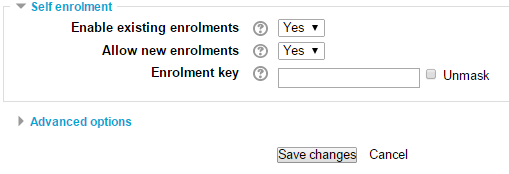 Self enrolment
Enable existing enrolments Yes
Allow new enrolments Yes
Enrolment key Unmask
Advanced options
Save changes Cancel